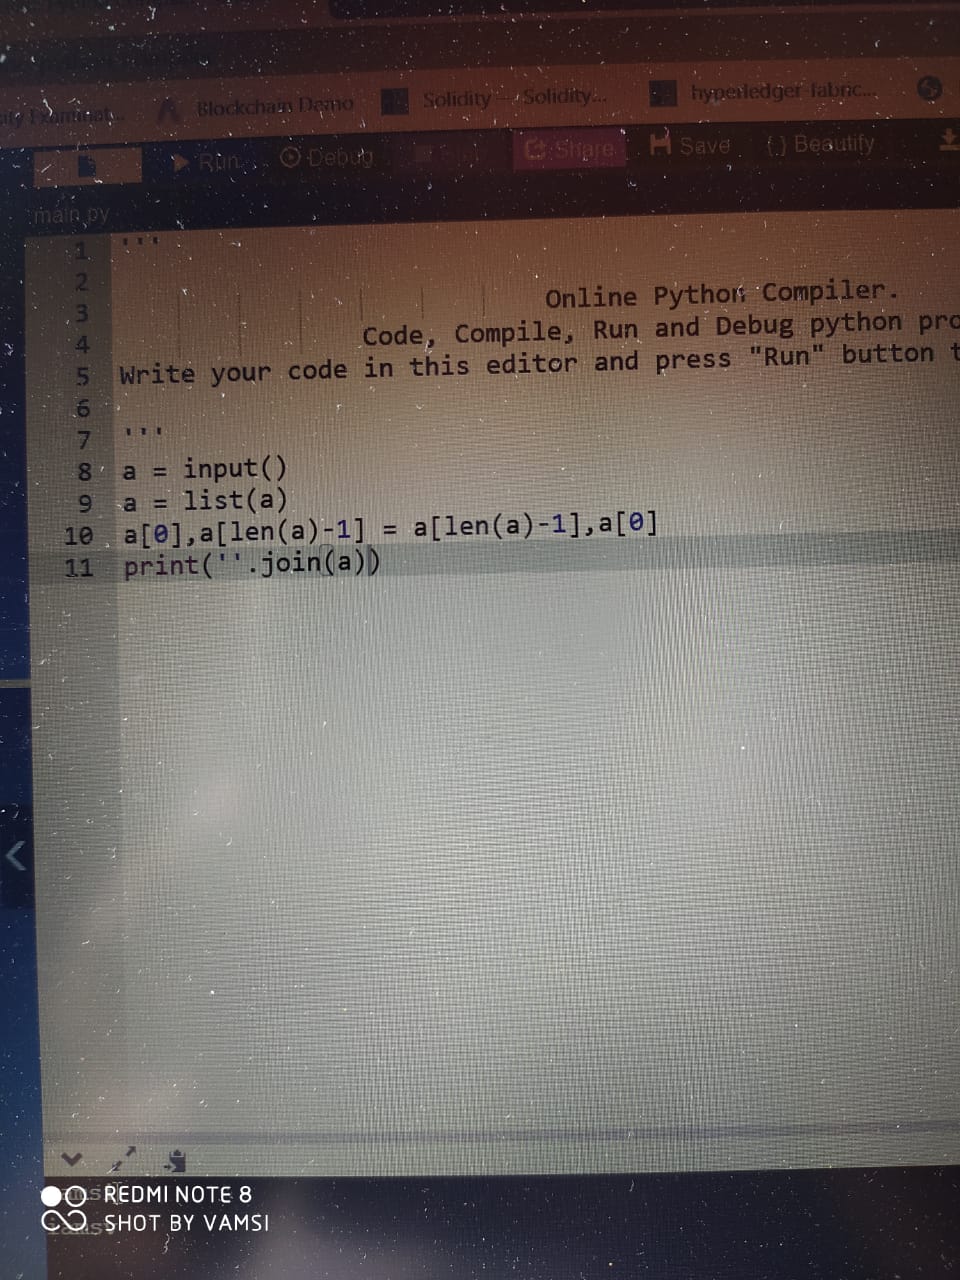 Blockchain Demo
Solidity — Solidity...
hyperledger-fabric...
Run
Debug
Share
Save
{} Beautify
main.py
1 '''
2
3 Online Python Compiler.
4 Code, Compile, Run and Debug python
5 Write your code in this editor and press "Run" button
6
7 '''
8 a = input()
9 a = list(a)
10 a[0],a[len(a)-1] = a[len(a)-1],a[0]
11 print(''.join(a))
REDMI NOTE 8
SHOT BY VAMSI